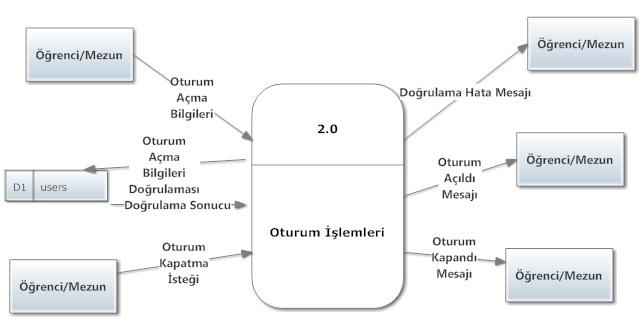 Öğrenci/Mezun
Oturum
Açma
Bilgileri
Öğrenci/Mezun
Doğrulama Hata Mesajı
2.0
Oturum
Açma
Bilgileri
Doğrulaması
D1 users
Doğrulama Sonucu
Oturum
Açıldı
Mesajı
Öğrenci/Mezun
Oturum İşlemleri
Oturum
Kapatma
İsteği
Öğrenci/Mezun
Oturum
Kapandı
Mesajı
Öğrenci/Mezun